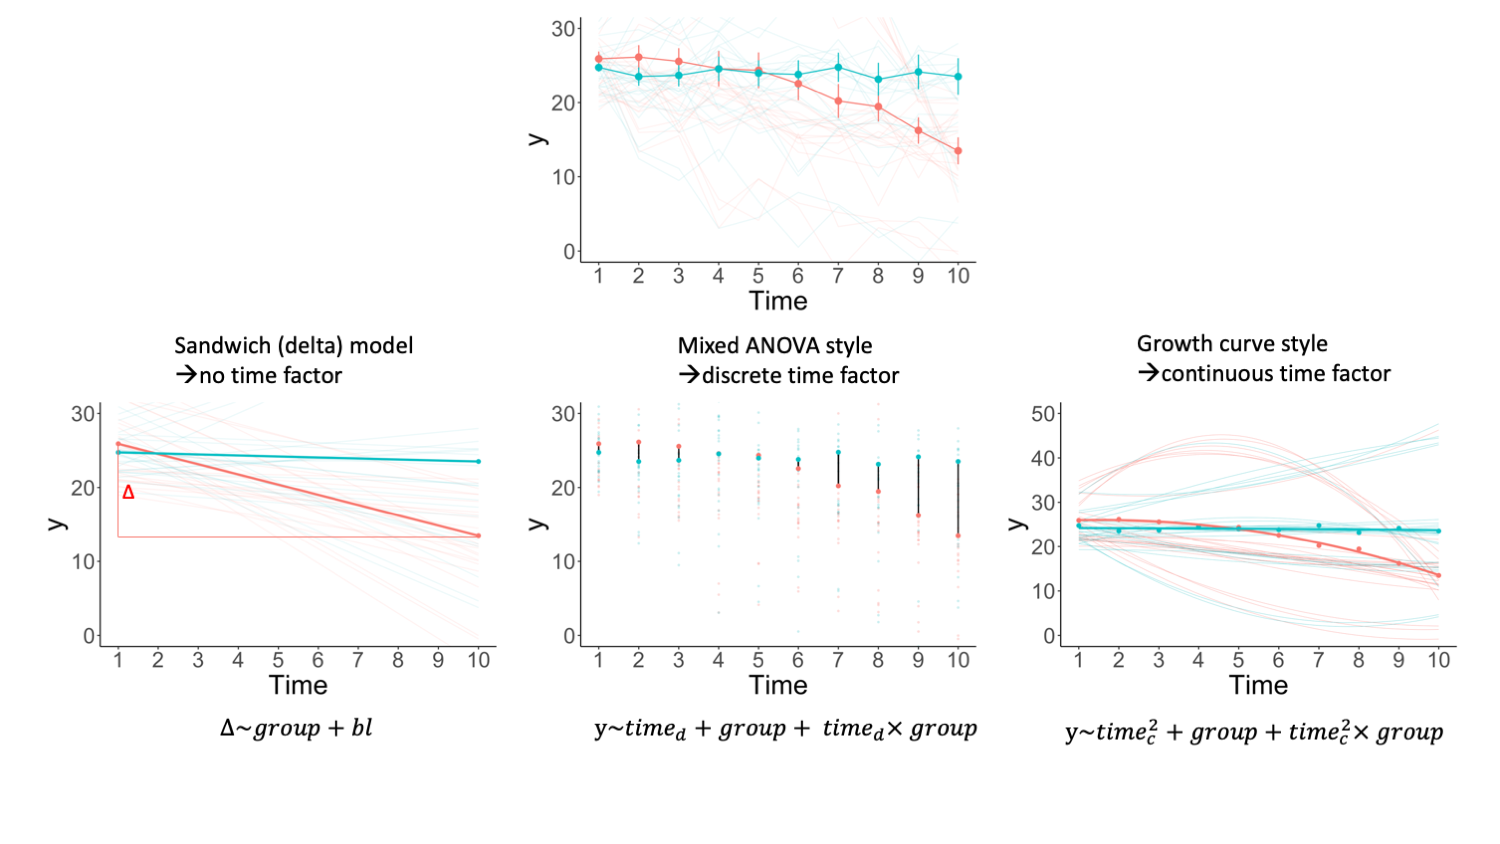 30
20
10
0
y
1 2 3 4 5 6 7 8 9 10
Time
Sandwich (delta) model
→no time factor
30
20
10
0
y
Δ
1 2 3 4 5 6 7 8 9 10
Time
Δ~group + bl
Mixed ANOVA style
→discrete time factor
30
20
10
0
y
1 2 3 4 5 6 7 8 9 10
Time
y~time_d + group + time_d× group
Growth curve style
→continuous time factor
50
40
30
20
10
0
y
1 2 3 4 5 6 7 8 9 10
Time
y~time_c^2 + group + time_c^2× group